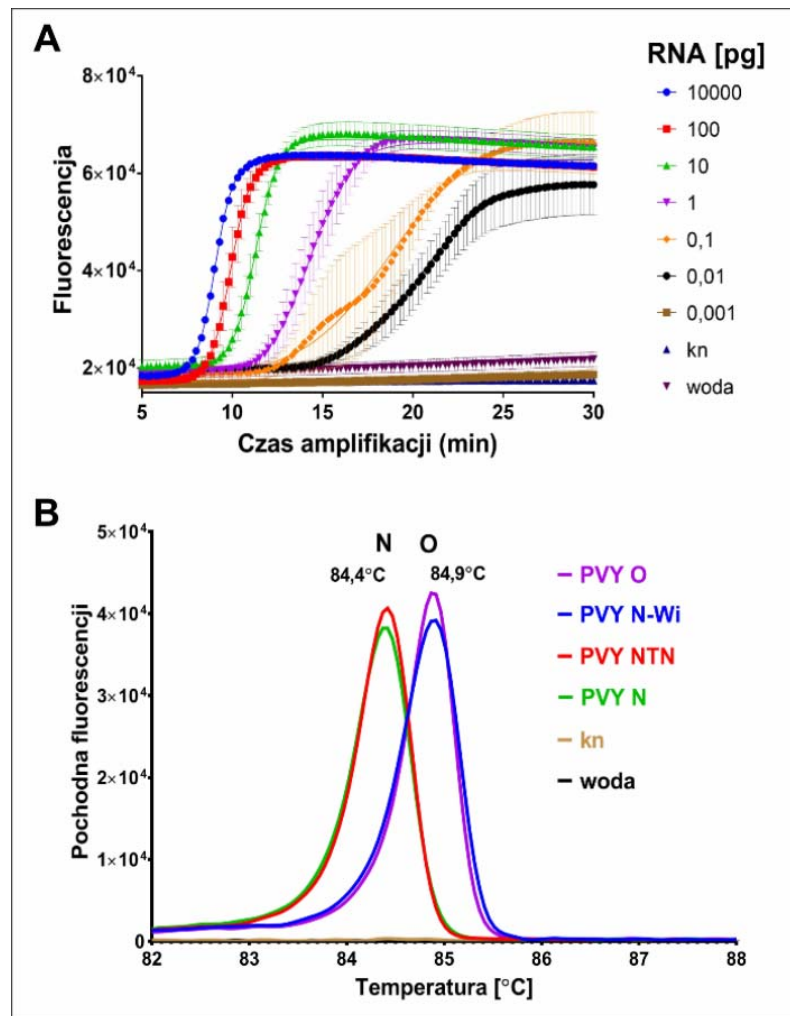 A
RNA [pg]
10000
100
10
1
0,1
0,01
0,001
kn
woda
Fluorescencja
8×10⁴
6×10⁴
4×10⁴
2×10⁴
5 10 15 20 25 30
Czas amplifikacji (min)
B
N O
84,4°C 84,9°C
PVY O
PVY N-Wi
PVY NTN
PVY N
kn
woda
Pochodna fluorescencji
5×10⁴
4×10⁴
3×10⁴
2×10⁴
1×10⁴
0
82 83 84 85 86 87 88
Temperatura [°C]